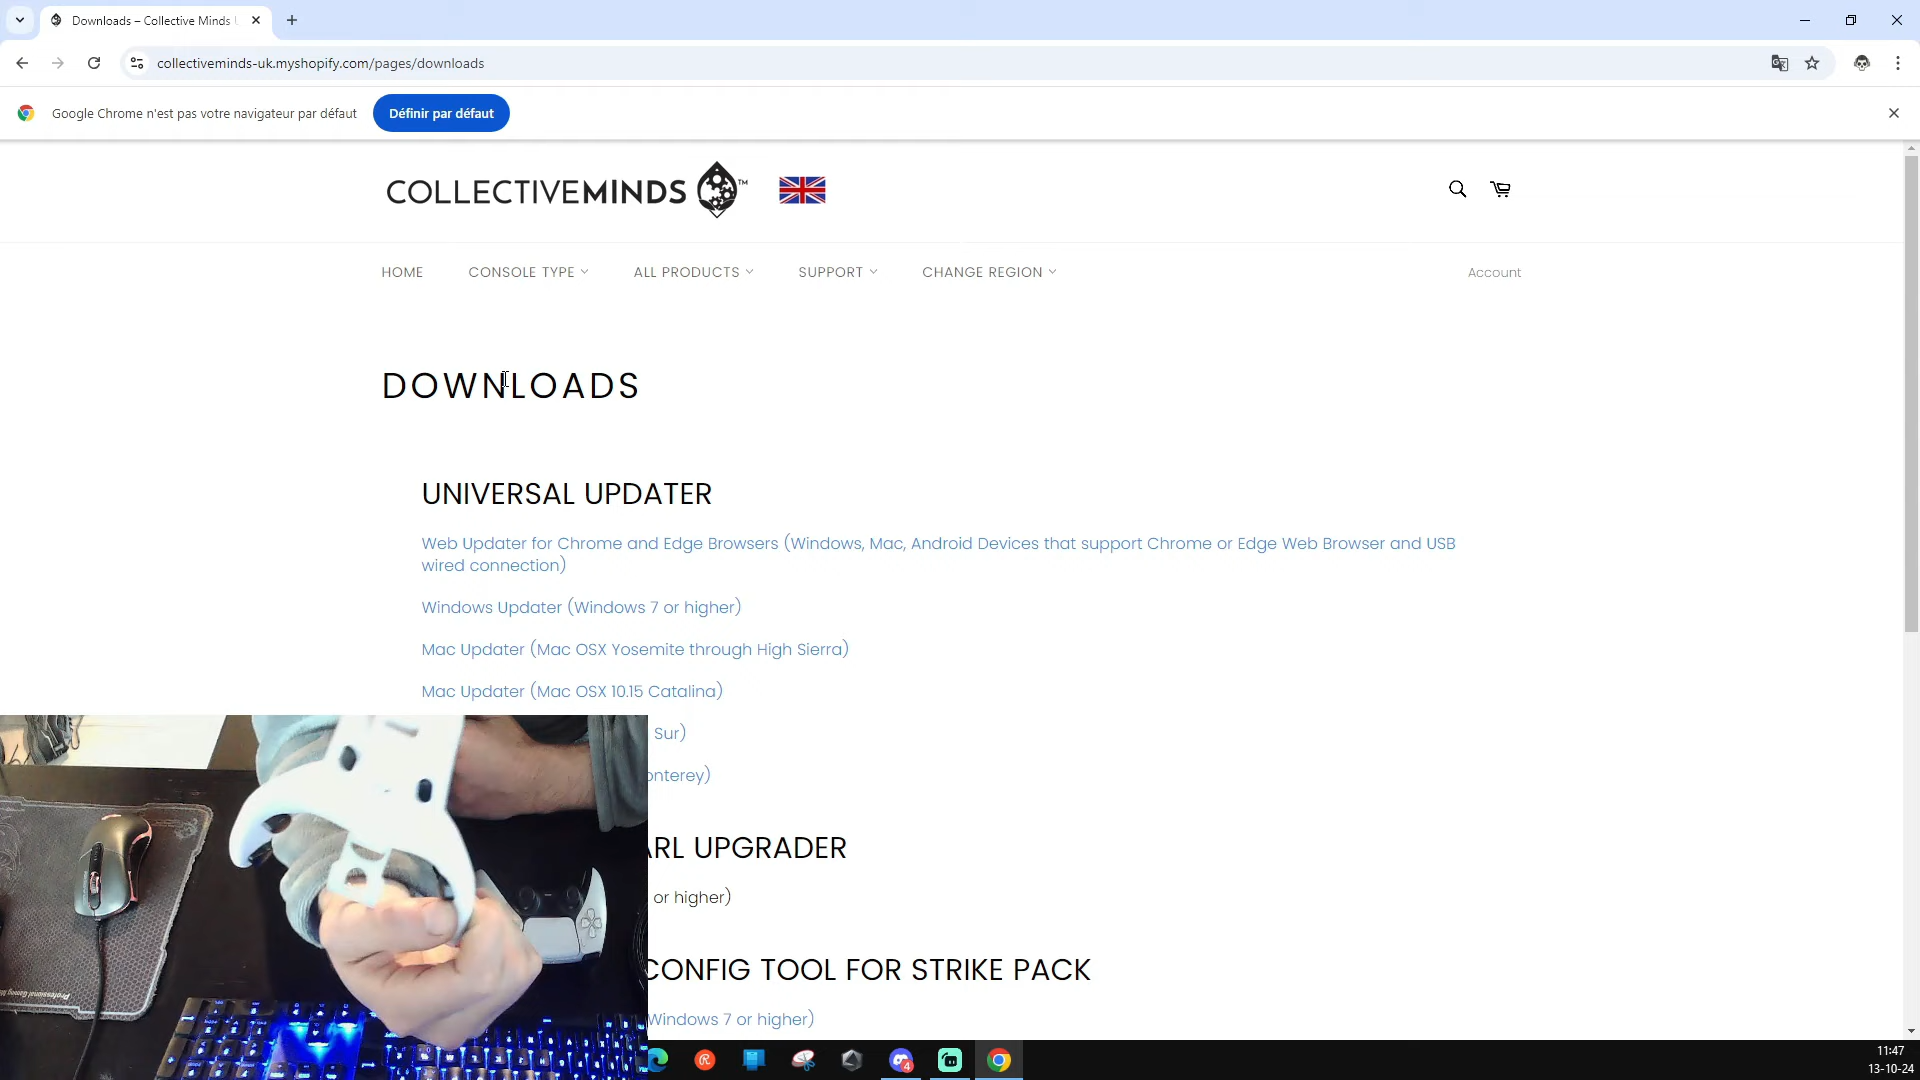 Downloads – Collective Minds
collectiveminds-uk.myshopify.com/pages/downloads
Google Chrome n'est pas votre navigateur par défaut
Définir par défaut
COLLECTIVEMINDS™
HOME
CONSOLE TYPE
ALL PRODUCTS
SUPPORT
CHANGE REGION
Account
DOWNLOADS
UNIVERSAL UPDATER
Web Updater for Chrome and Edge Browsers (Windows, Mac, Android Devices that support Chrome or Edge Web Browser and USB
wired connection)
Windows Updater (Windows 7 or higher)
Mac Updater (Mac OSX Yosemite through High Sierra)
Mac Updater (Mac OSX 10.15 Catalina)
Sur)
onterey)
ARL UPGRADER
or higher)
CONFIG TOOL FOR STRIKE PACK
Windows 7 or higher)
4
11:47
13-10-24